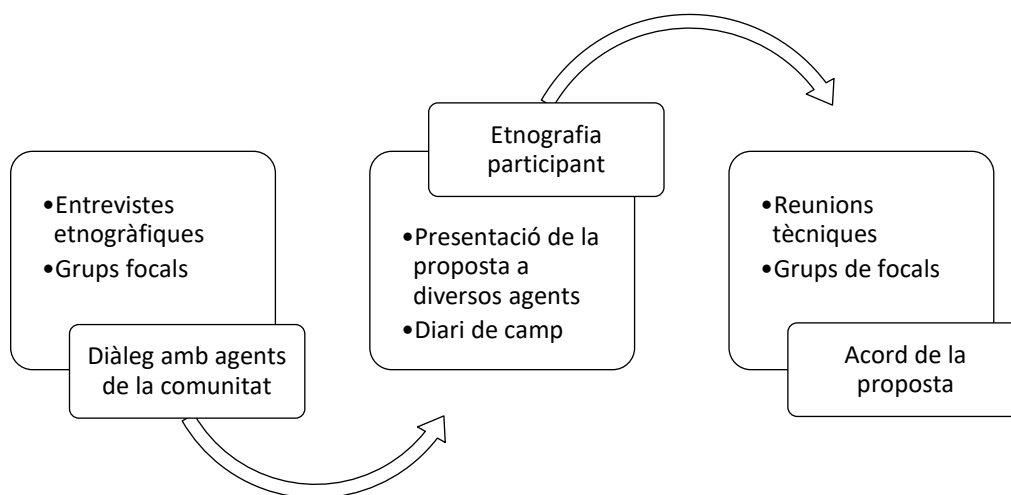 •Entrevistes
etnogràfiques
•Grups focals
Diàleg amb agents
de la comunitat
Etnografia
participant
•Presentació de la
proposta a
diversos agents
•Diari de camp
•Reunions
tècniques
•Grups de focals
Acord de la
proposta